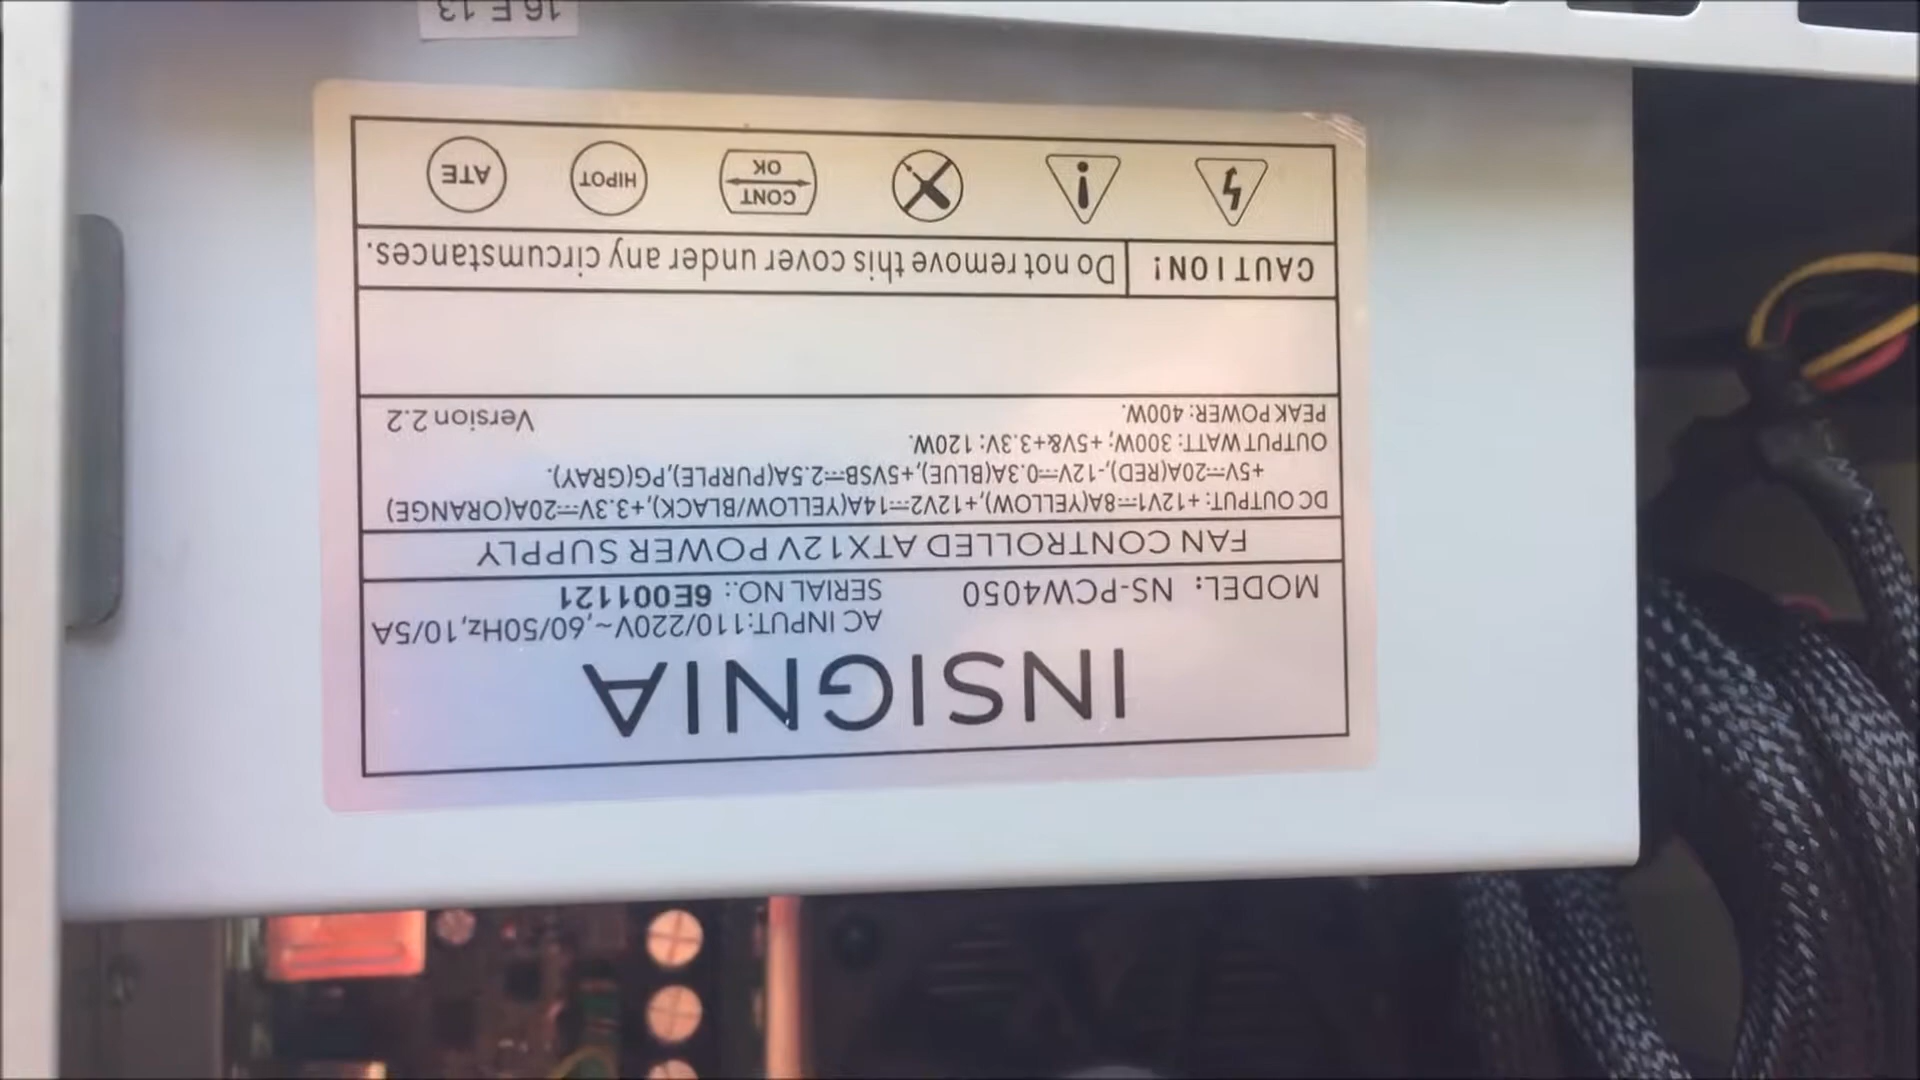 INSIGNIA
MODEL: NS-PCW4050
AC INPUT:110/220V~,60/50Hz,10/5A
SERIAL NO.: 6E001121
FAN CONTROLLED ATX12V POWER SUPPLY
DC OUTPUT: +12V1⎓8A(YELLOW),+12V2⎓14A(YELLOW/BLACK),+3.3V⎓20A(ORANGE)
+5V⎓20A(RED),-12V⎓0.3A(BLUE),+5VSB⎓2.5A(PURPLE),PG(GRAY).
OUTPUT WATT: 300W; +5V&+3.3V: 120W.
PEAK POWER: 400W.
Version 2.2
CAUTION! Do not remove this cover under any circumstances.
CONT
OK
HIPOT
ATE
16 E 13